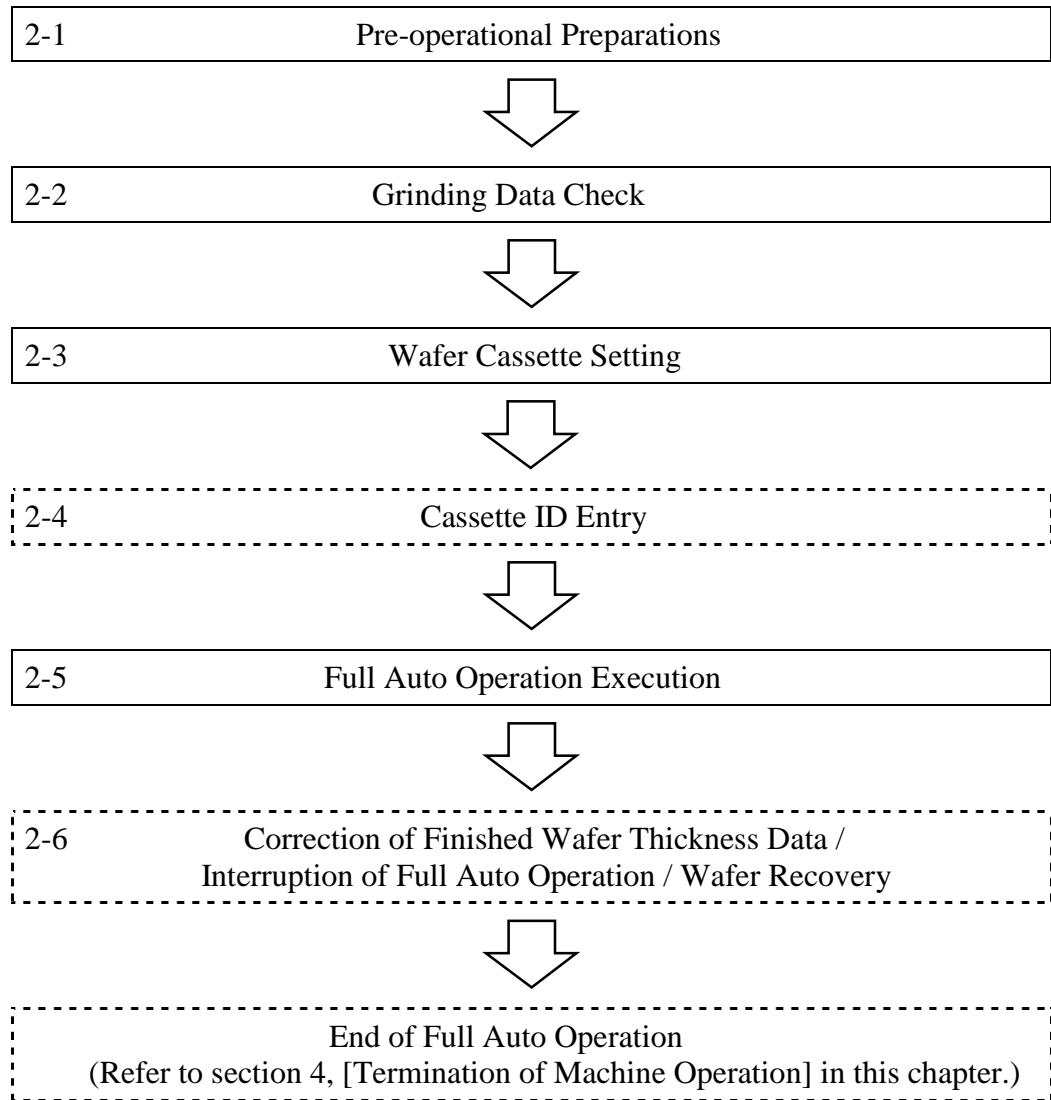 2-1 Pre-operational Preparations
2-2 Grinding Data Check
2-3 Wafer Cassette Setting
2-4 Cassette ID Entry
2-5 Full Auto Operation Execution
2-6 Correction of Finished Wafer Thickness Data /
Interruption of Full Auto Operation / Wafer Recovery
End of Full Auto Operation
(Refer to section 4, [Termination of Machine Operation] in this chapter.)